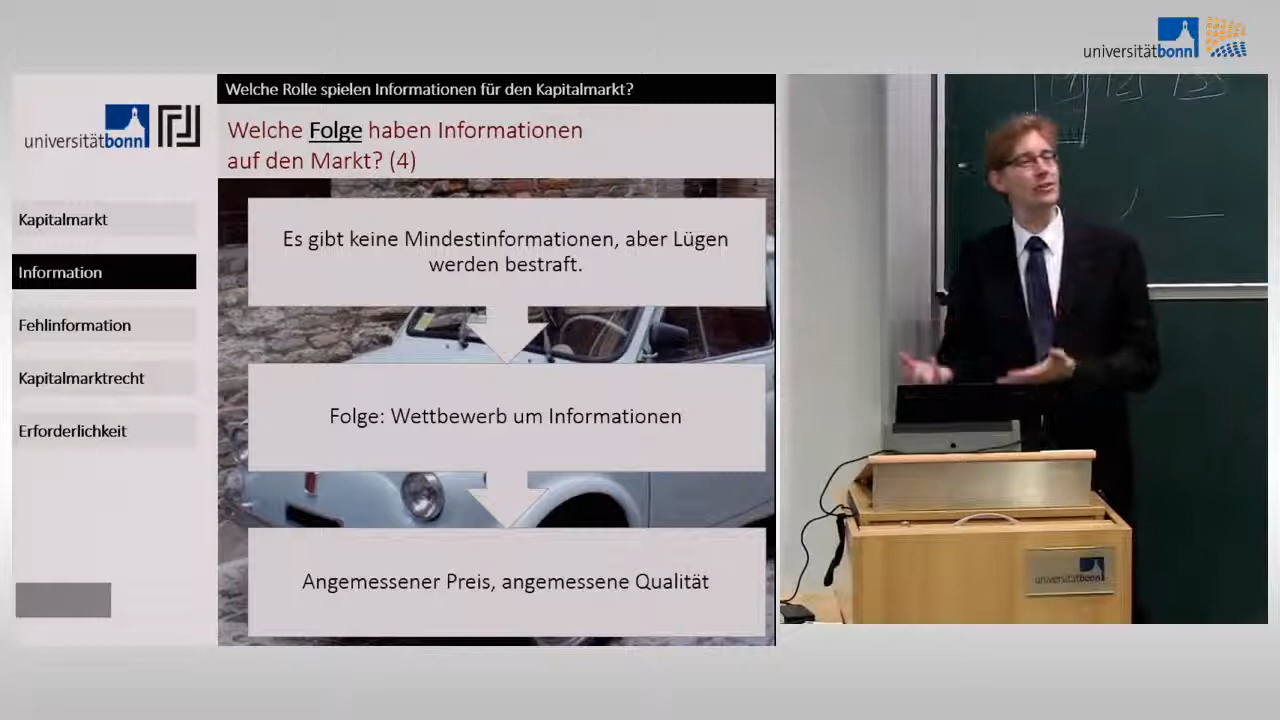 universitätbonn
universitätbonn
Welche Rolle spielen Informationen für den Kapitalmarkt?
Welche Folge haben Informationen
auf den Markt? (4)
Kapitalmarkt
Information
Fehlinformation
Kapitalmarktrecht
Erforderlichkeit
Es gibt keine Mindestinformationen, aber Lügen
werden bestraft.
Folge: Wettbewerb um Informationen
Angemessener Preis, angemessene Qualität
universitätbonn